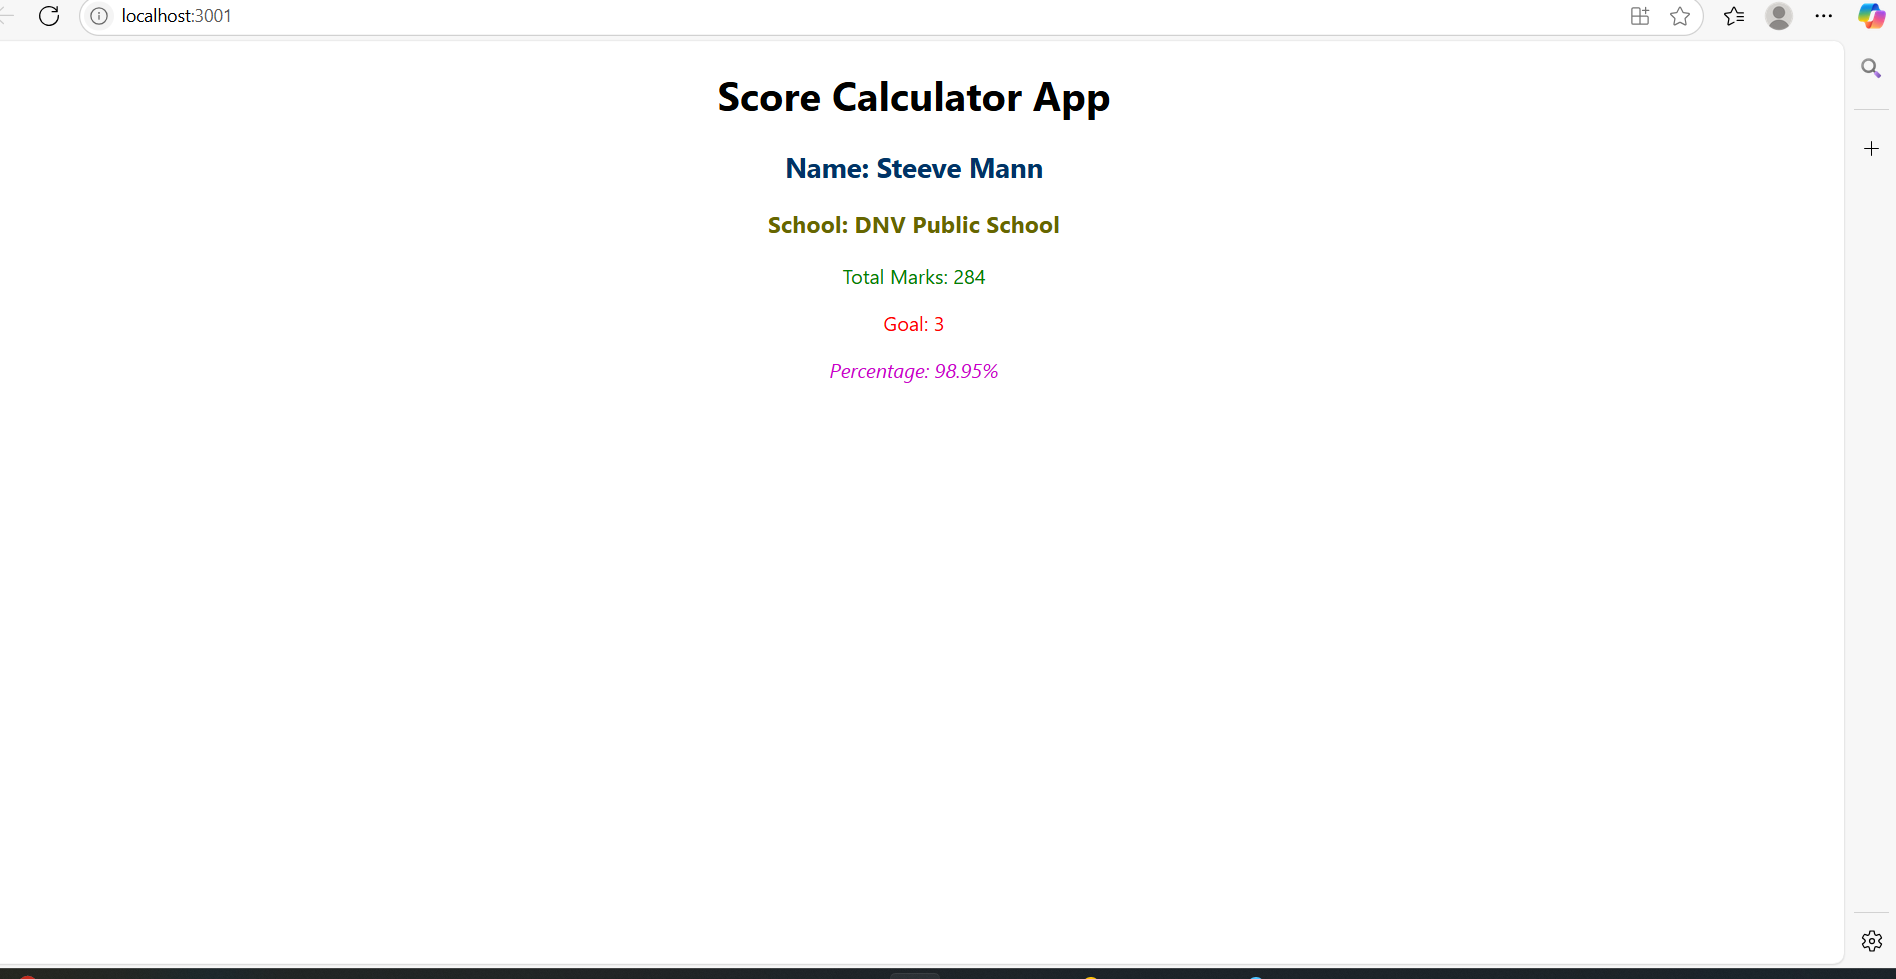 localhost:3001
Score Calculator App
Name: Steeve Mann
School: DNV Public School
Total Marks: 284
Goal: 3
Percentage: 98.95%